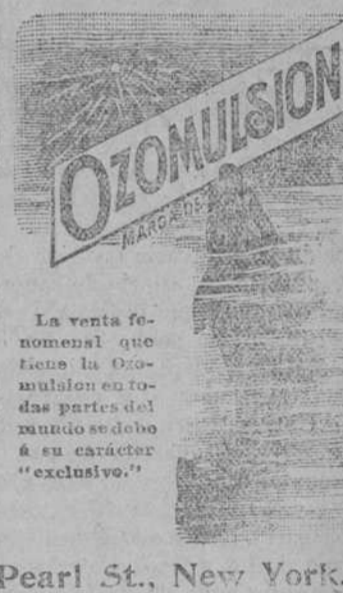 OZOMULSION
MARCA DE
La venta fe-
nomenal que
tiene la Ozo-
mulsion en to-
das partes del
mundo se debe
á su carácter
"exclusivo."
Pearl St., New York.